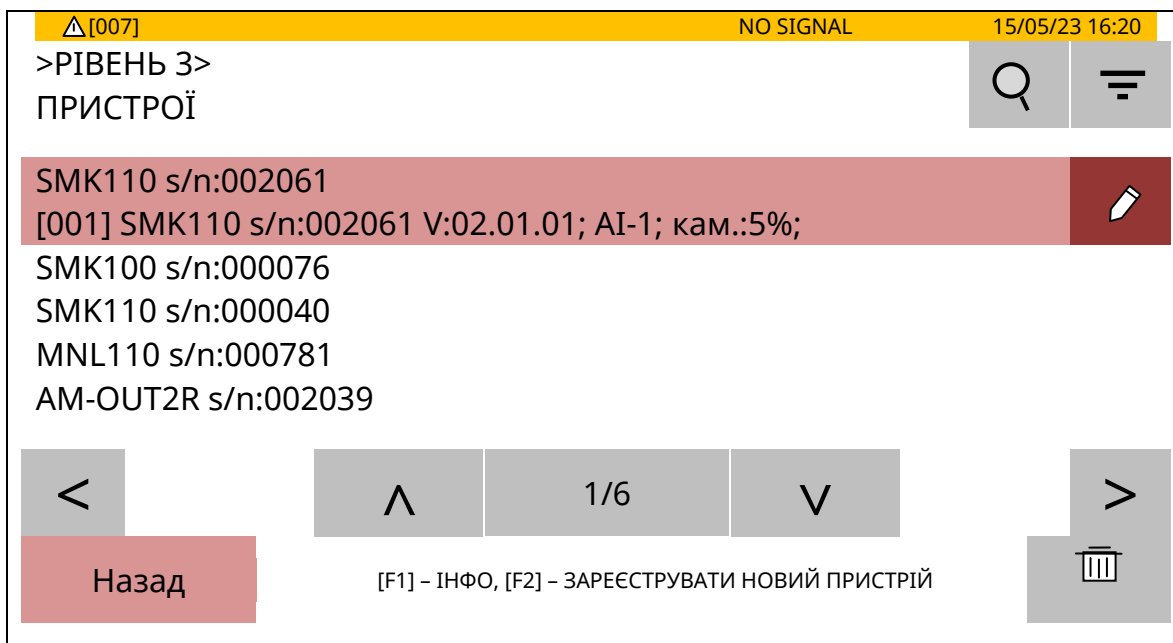 [007] NO SIGNAL 15/05/23 16:20
>РІВЕНЬ 3>
ПРИСТРОЇ
SMK110 s/n:002061
[001] SMK110 s/n:002061 V:02.01.01; AI-1; кам.:5%;
SMK100 s/n:000076
SMK110 s/n:000040
MNL110 s/n:000781
AM-OUT2R s/n:002039
< Λ 1/6 V >
Назад [F1] – ІНФО, [F2] – ЗАРЕЄСТРУВАТИ НОВИЙ ПРИСТРІЙ